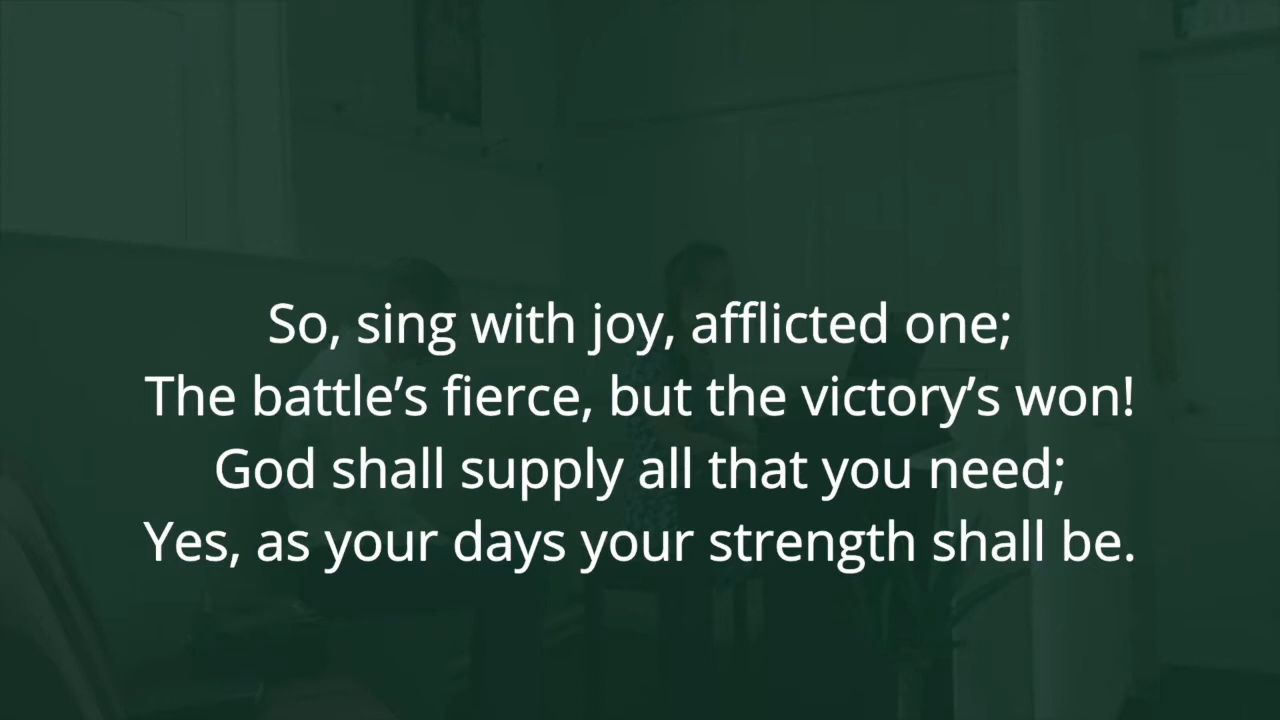 So, sing with joy, afflicted one;
The battle’s fierce, but the victory’s won!
God shall supply all that you need;
Yes, as your days your strength shall be.